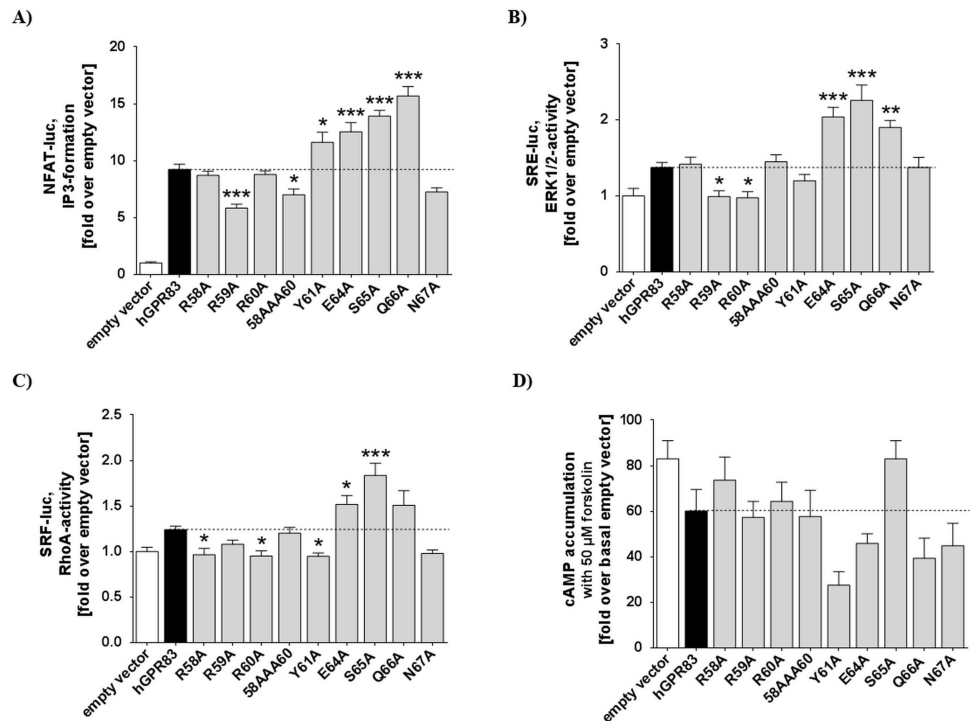 A)
NFAT-luc,
IP3-formation
[fold over empty vector]
20
15
10
5
0
*** * * *** *** ***
empty vector hGPR83 R58A R59A R60A 58AAA60 Y61A E64A S65A Q66A N67A
B)
SRE-luc,
ERK1/2-activity
[fold over empty vector]
3
2
1
0
* * *** *** **
empty vector hGPR83 R58A R59A R60A 58AAA60 Y61A E64A S65A Q66A N67A
C)
SRF-luc,
RhoA-activity
[fold over empty vector]
2.5
2.0
1.5
1.0
0.5
0.0
* * * * ***
empty vector hGPR83 R58A R59A R60A 58AAA60 Y61A E64A S65A Q66A N67A
D)
cAMP accumulation
with 50 µM forskolin
[fold over basal empty vector]
100
80
60
40
20
0
empty vector hGPR83 R58A R59A R60A 58AAA60 Y61A E64A S65A Q66A N67A